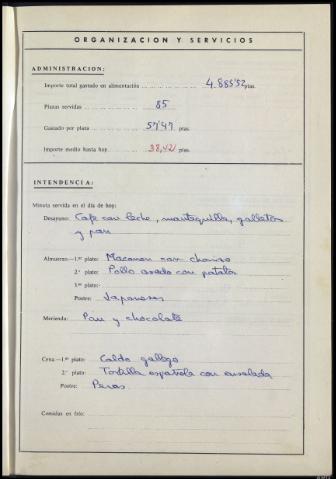 ORGANIZACION Y SERVICIOS
ADMINISTRACION:
Importe total gastado en alimentación 4.885'52 ptas.
Plazas servidas 85
Gastado por plaza 57'47 ptas.
Importe medio hasta hoy 38,42 ptas.
INTENDENCIA:
Minuta servida en el día de hoy:
Desayuno: Cafe con leche, mantequilla, galletas
y pan
Almuerzo—1.er plato: Macarron con chorizo
2.º plato: Pollo asado con patatas
3.er plato:
Postre: Japonesas
Merienda: Pan y chocolate
Cena—1.er plato: Caldo gallego
2.º plato: Tortilla española con ensalada
Postre: Peras
Comidas en frío: